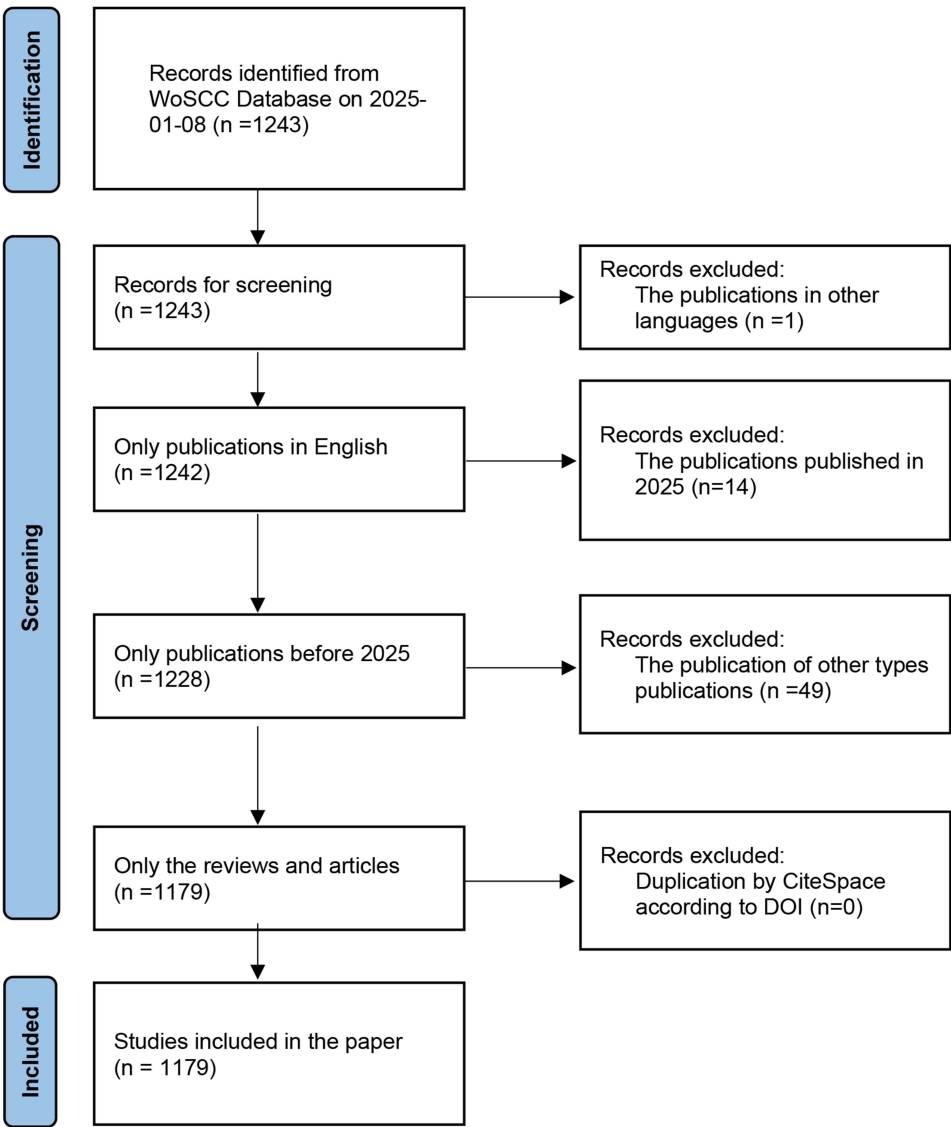 Identification
Records identified from
WoSCC Database on 2025-
01-08 (n =1243)
Screening
Records for screening
(n =1243)
Records excluded:
The publications in other
languages (n =1)
Only publications in English
(n =1242)
Records excluded:
The publications published in
2025 (n=14)
Only publications before 2025
(n =1228)
Records excluded:
The publication of other types
publications (n =49)
Only the reviews and articles
(n =1179)
Records excluded:
Duplication by CiteSpace
according to DOI (n=0)
Included
Studies included in the paper
(n = 1179)